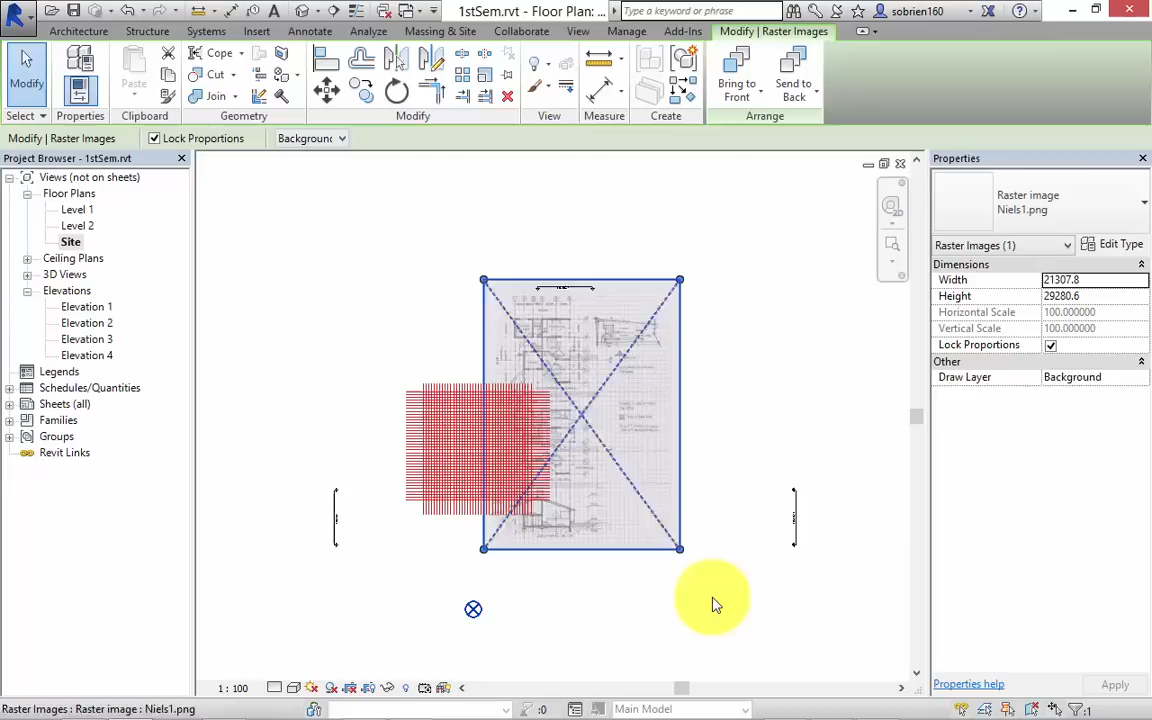 1stSem.rvt - Floor Plan: ...
Type a keyword or phrase
sobrien160
Architecture Structure Systems Insert Annotate Analyze Massing & Site Collaborate View Manage Add-Ins Modify | Raster Images
Modify
Paste
Cope
Cut
Join
Bring to Front
Send to Back
Select Properties Clipboard Geometry Modify View Measure Create Arrange
Modify | Raster Images
Lock Proportions
Background
Project Browser - 1stSem.rvt
Views (not on sheets)
Floor Plans
Level 1
Level 2
Site
Ceiling Plans
3D Views
Elevations
Elevation 1
Elevation 2
Elevation 3
Elevation 4
Legends
Schedules/Quantities
Sheets (all)
Families
Groups
Revit Links
2D
Properties
Raster image
Niels1.png
Raster Images (1)
Edit Type
Dimensions
Width 21307.8
Height 29280.6
Horizontal Scale 100.000000
Vertical Scale 100.000000
Lock Proportions
Other
Draw Layer Background
Properties help
Apply
1 : 100
Raster Images : Raster image : Niels1.png
:0
Main Model
:1